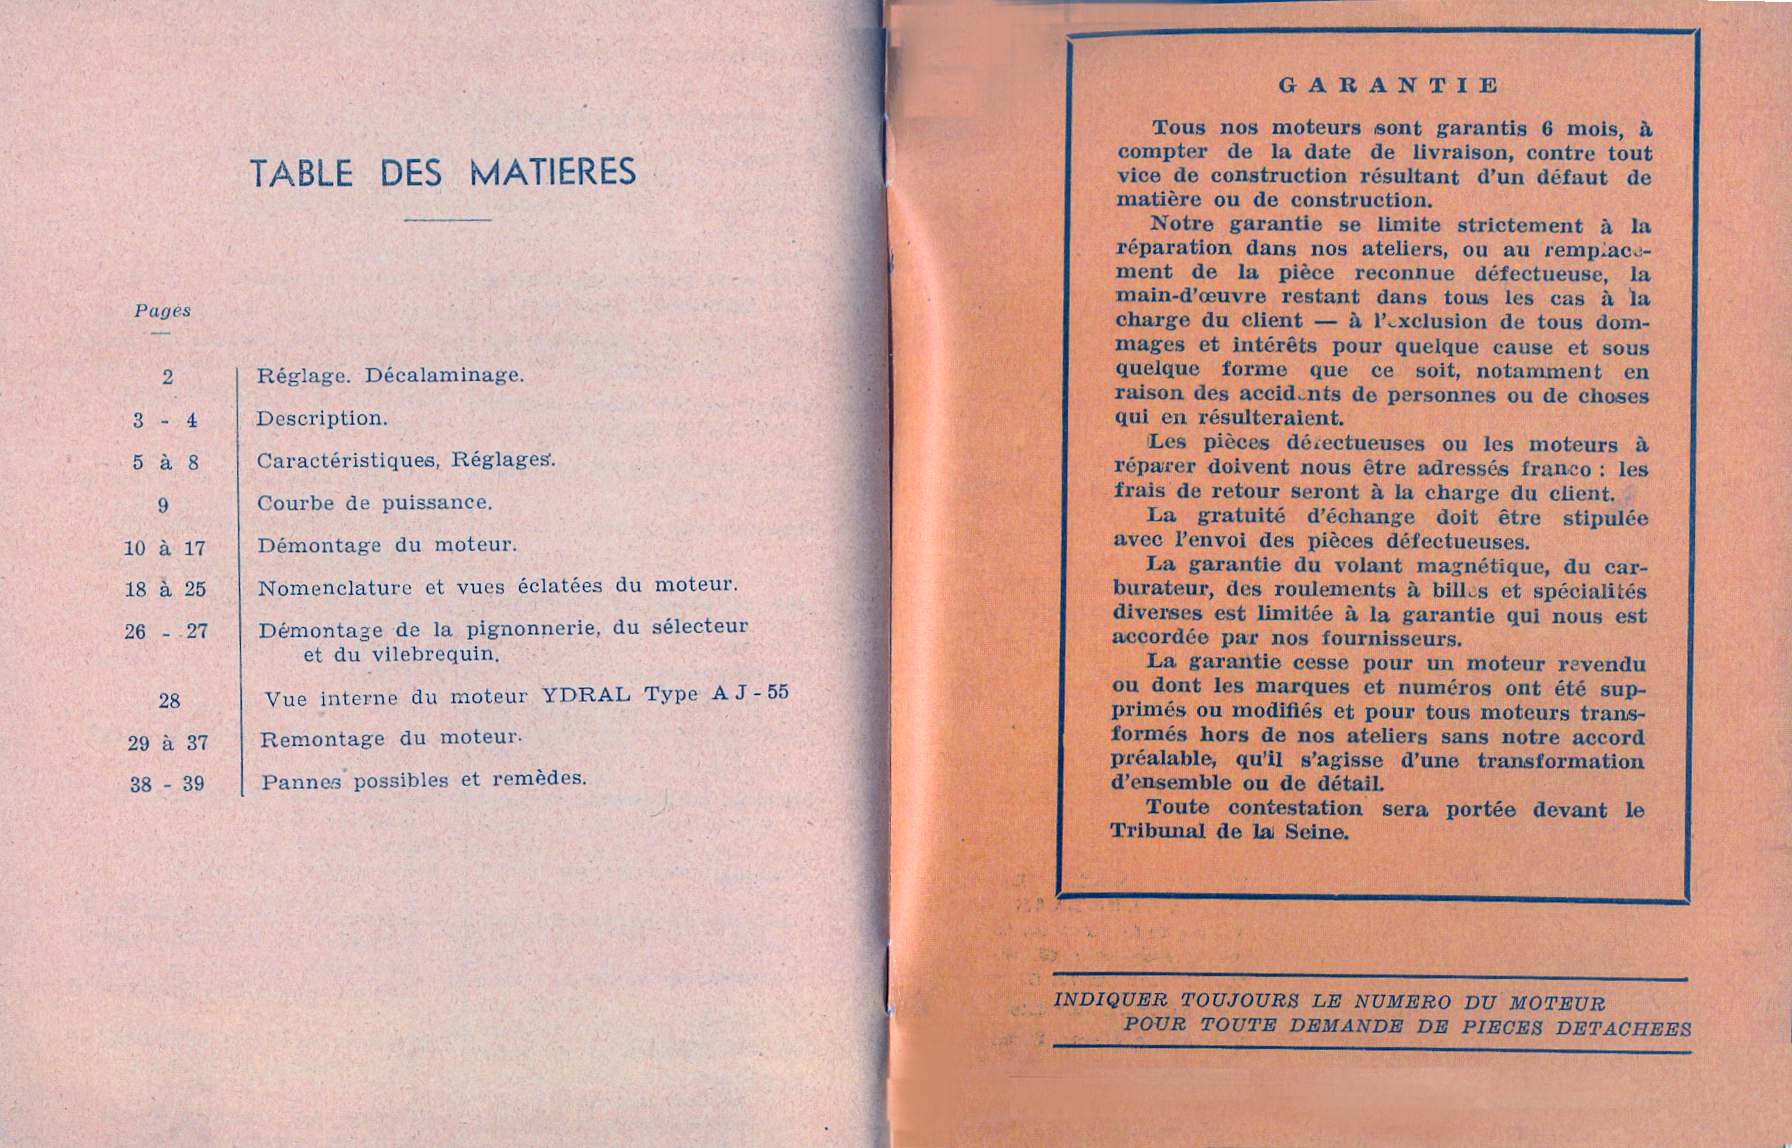 TABLE DES MATIERES
Pages
2 Réglage. Décalaminage.
3 - 4 Description.
5 à 8 Caractéristiques, Réglages.
9 Courbe de puissance.
10 à 17 Démontage du moteur.
18 à 25 Nomenclature et vues éclatées du moteur.
26 - 27 Démontage de la pignonnerie, du sélecteur
et du vilebrequin.
28 Vue interne du moteur YDRAL Type A J - 55
29 à 37 Remontage du moteur.
38 - 39 Pannes possibles et remèdes.
GARANTIE
Tous nos moteurs sont garantis 6 mois, à
compter de la date de livraison, contre tout
vice de construction résultant d'un défaut de
matière ou de construction.
Notre garantie se limite strictement à la
réparation dans nos ateliers, ou au remplace-
ment de la pièce reconnue défectueuse, la
main-d'œuvre restant dans tous les cas à la
charge du client — à l'exclusion de tous dom-
mages et intérêts pour quelque cause et sous
quelque forme que ce soit, notamment en
raison des accidents de personnes ou de choses
qui en résulteraient.
Les pièces défectueuses ou les moteurs à
réparer doivent nous être adressés franco : les
frais de retour seront à la charge du client.
La gratuité d'échange doit être stipulée
avec l'envoi des pièces défectueuses.
La garantie du volant magnétique, du car-
burateur, des roulements à billes et spécialités
diverses est limitée à la garantie qui nous est
accordée par nos fournisseurs.
La garantie cesse pour un moteur revendu
ou dont les marques et numéros ont été sup-
primés ou modifiés et pour tous moteurs trans-
formés hors de nos ateliers sans notre accord
préalable, qu'il s'agisse d'une transformation
d'ensemble ou de détail.
Toute contestation sera portée devant le
Tribunal de la Seine.
INDIQUER TOUJOURS LE NUMERO DU MOTEUR
POUR TOUTE DEMANDE DE PIECES DETACHEES